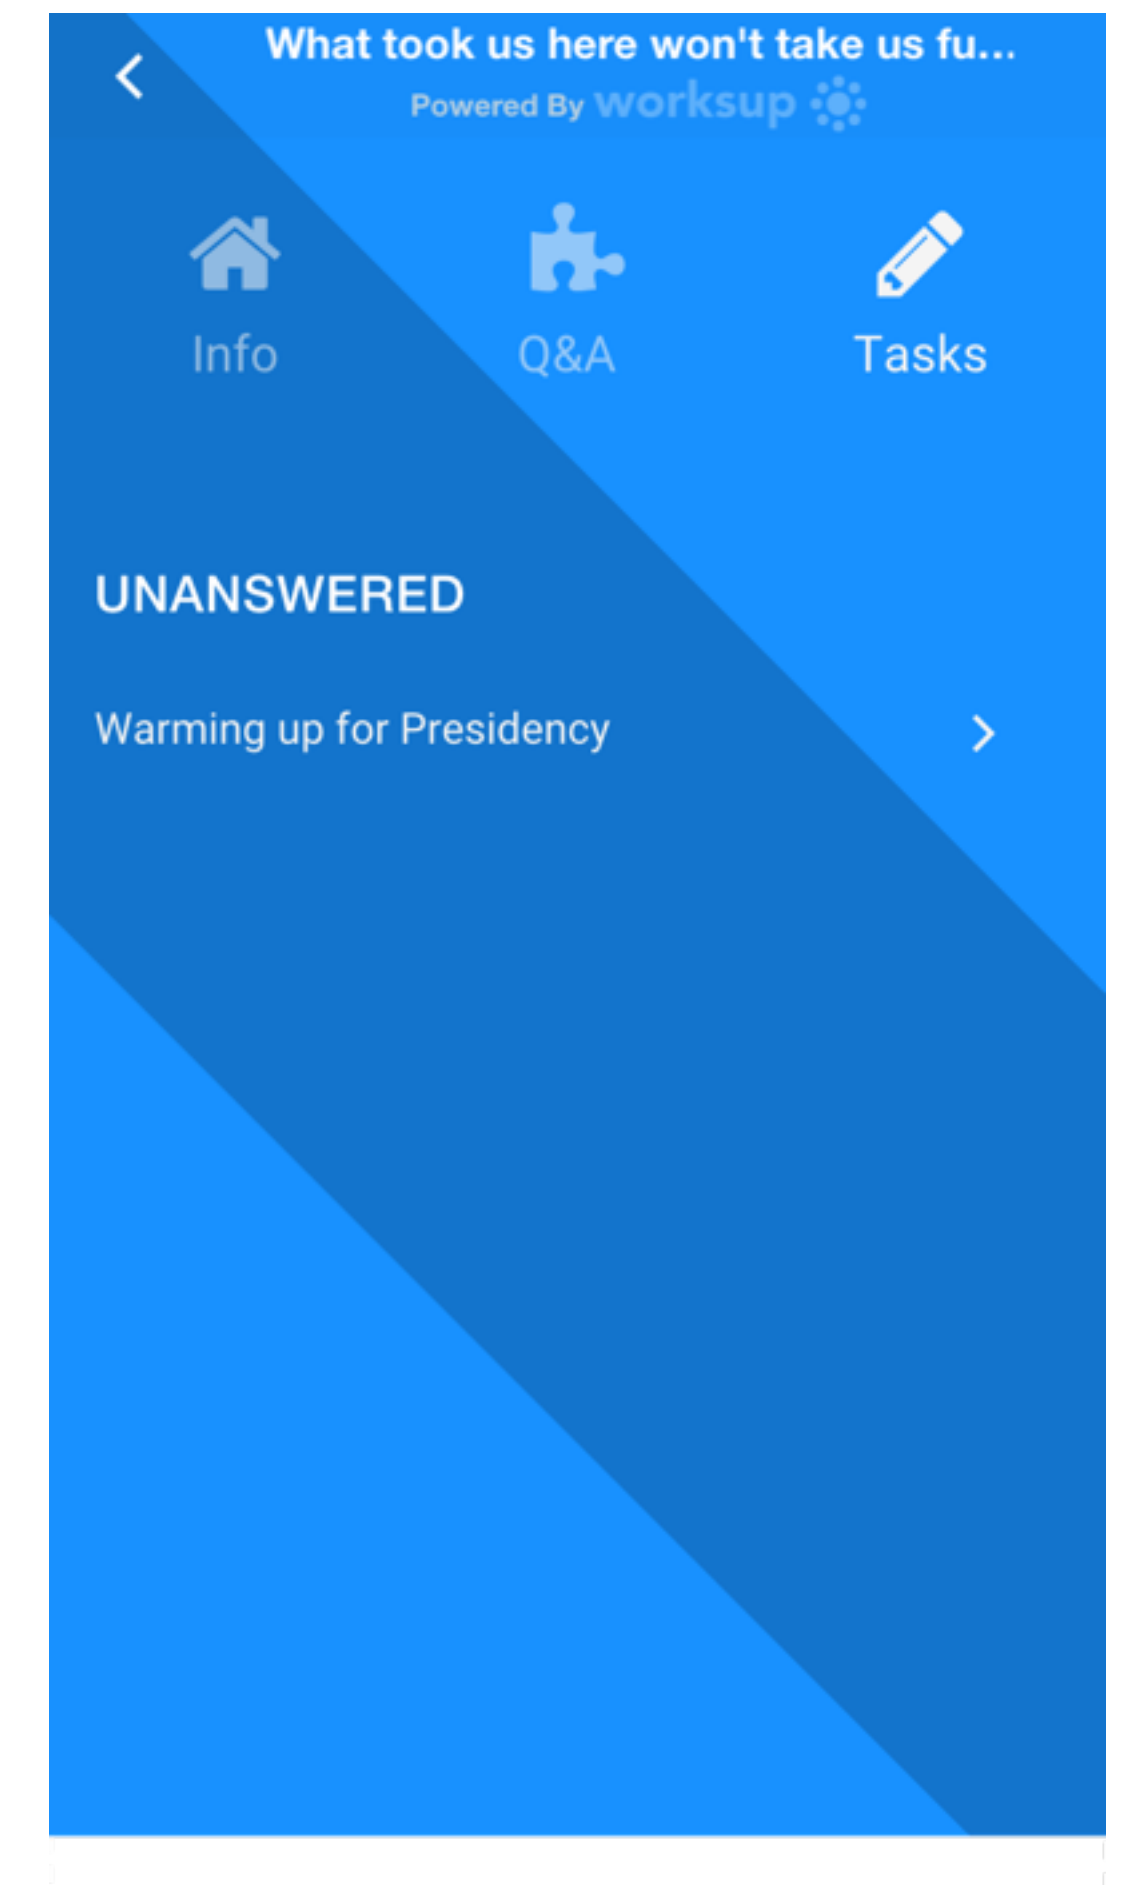 What took us here won't take us fu...
Powered By worksup
Info
Q&A
Tasks
UNANSWERED
Warming up for Presidency